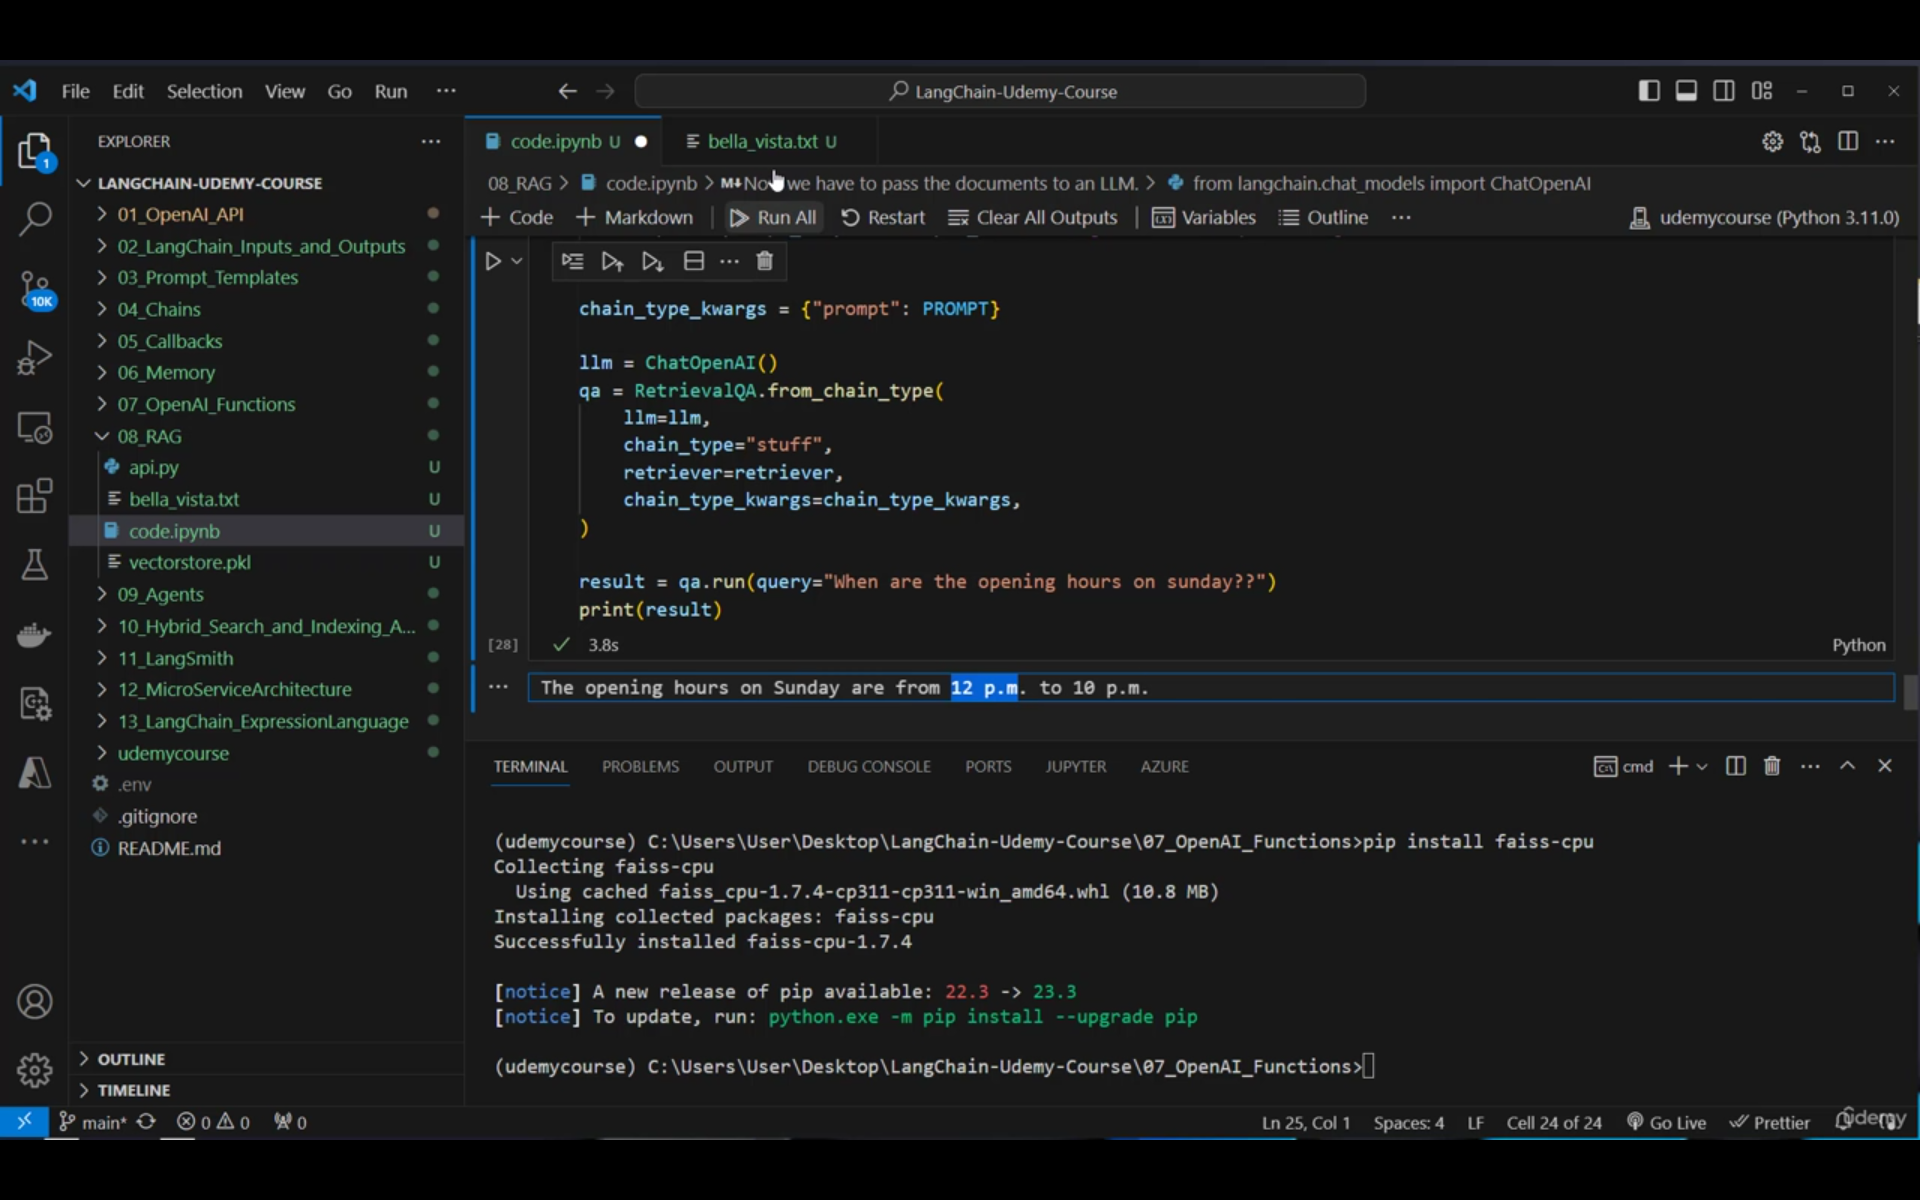 File Edit Selection View Go Run ··· LangChain-Udemy-Course
EXPLORER ···
1
10K
LANGCHAIN-UDEMY-COURSE
01_OpenAI_API
02_LangChain_Inputs_and_Outputs
03_Prompt_Templates
04_Chains
05_Callbacks
06_Memory
07_OpenAI_Functions
08_RAG
api.py U
bella_vista.txt U
code.ipynb U
vectorstore.pkl U
09_Agents
10_Hybrid_Search_and_Indexing_A...
11_LangSmith
12_MicroServiceArchitecture
13_LangChain_ExpressionLanguage
udemycourse
.env
.gitignore
README.md
OUTLINE
TIMELINE
code.ipynb U bella_vista.txt U
08_RAG > code.ipynb > M↓ Now we have to pass the documents to an LLM. > from langchain.chat_models import ChatOpenAI
+ Code + Markdown Run All Restart Clear All Outputs Variables Outline ··· udemycourse (Python 3.11.0)
chain_type_kwargs = {"prompt": PROMPT}
llm = ChatOpenAI()
qa = RetrievalQA.from_chain_type(
llm=llm,
chain_type="stuff",
retriever=retriever,
chain_type_kwargs=chain_type_kwargs,
)
result = qa.run(query="When are the opening hours on sunday??")
print(result)
[28] ✓ 3.8s Python
The opening hours on Sunday are from 12 p.m. to 10 p.m.
TERMINAL PROBLEMS OUTPUT DEBUG CONSOLE PORTS JUPYTER AZURE cmd
(udemycourse) C:\Users\User\Desktop\LangChain-Udemy-Course\07_OpenAI_Functions>pip install faiss-cpu
Collecting faiss-cpu
Using cached faiss_cpu-1.7.4-cp311-cp311-win_amd64.whl (10.8 MB)
Installing collected packages: faiss-cpu
Successfully installed faiss-cpu-1.7.4
[notice] A new release of pip available: 22.3 -> 23.3
[notice] To update, run: python.exe -m pip install --upgrade pip
(udemycourse) C:\Users\User\Desktop\LangChain-Udemy-Course\07_OpenAI_Functions>
main* 0 0 0 Ln 25, Col 1 Spaces: 4 LF Cell 24 of 24 Go Live Prettier
udemy